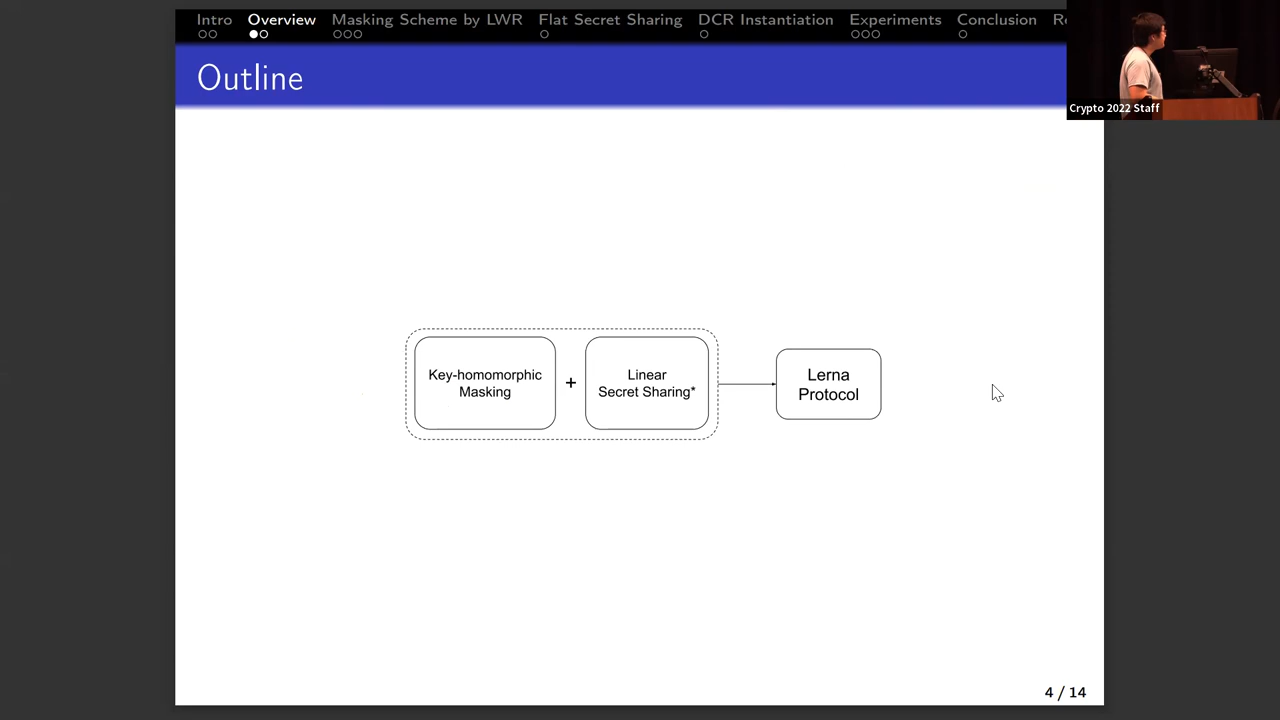 Intro Overview Masking Scheme by LWR Flat Secret Sharing DCR Instantiation Experiments Conclusion
Outline
Crypto 2022 Staff
Key-homomorphic
Masking
+
Linear
Secret Sharing*
Lerna
Protocol
4 / 14